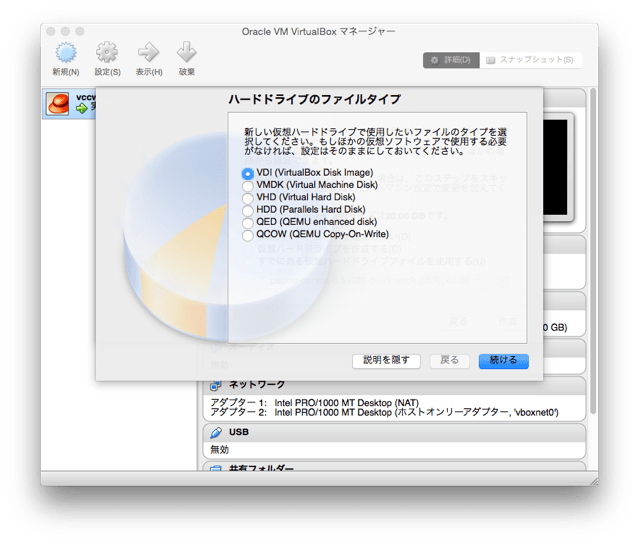 Oracle VM VirtualBox マネージャー
新規(N)
設定(S)
表示(H)
破棄
詳細(D)
スナップショット(S)
vccw
ハードドライブのファイルタイプ
新しい仮想ハードドライブで使用したいファイルのタイプを選
択してください。もしほかの仮想ソフトウェアで使用する必要
がなければ、設定はそのままにしておいてください。
VDI (VirtualBox Disk Image)
VMDK (Virtual Machine Disk)
VHD (Virtual Hard Disk)
HDD (Parallels Hard Disk)
QED (QEMU enhanced disk)
QCOW (QEMU Copy-On-Write)
0 GB)
説明を隠す
戻る
続ける
ネットワーク
アダプター 1: Intel PRO/1000 MT Desktop (NAT)
アダプター 2: Intel PRO/1000 MT Desktop (ホストオンリーアダプター, 'vboxnet0')
USB
無効
共有フォルダー